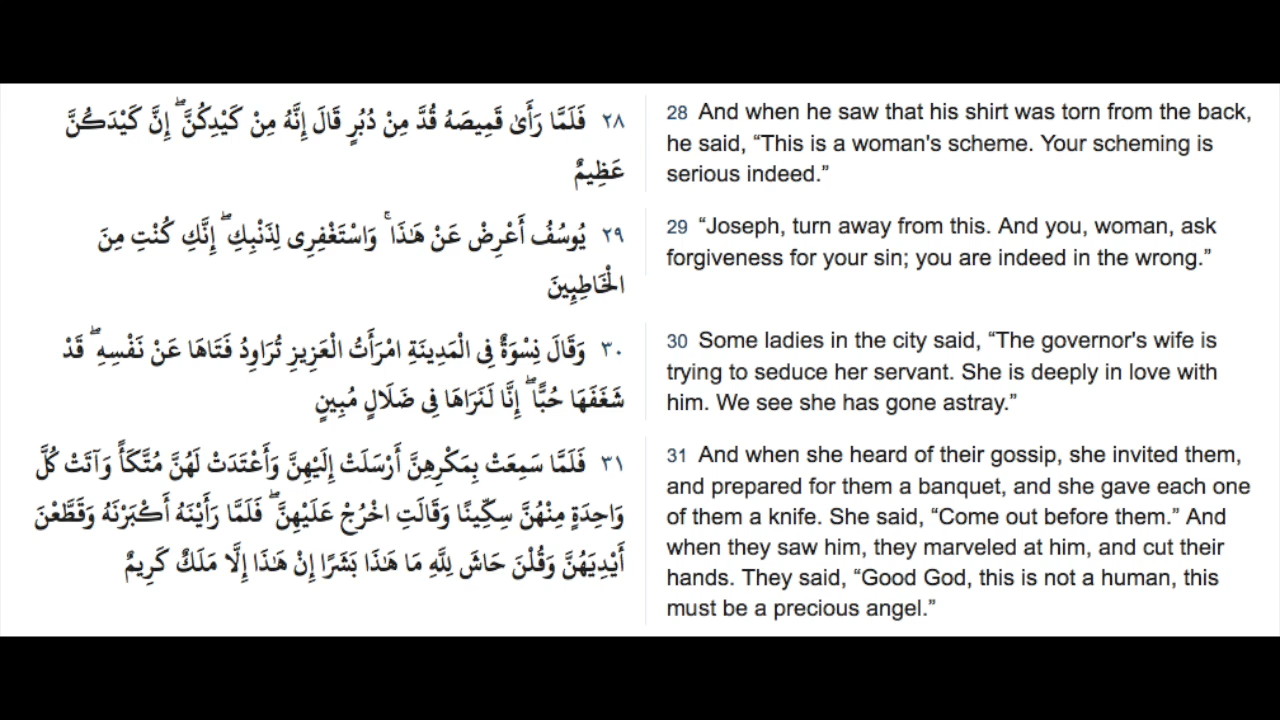 ٢٨ فَلَمَّا رَأَىٰ قَمِيصَهُ قُدَّ مِنْ دُبُرٍ قَالَ إِنَّهُ مِنْ كَيْدِكُنَّ ۖ إِنَّ كَيْدَكُنَّ
عَظِيمٌ
28 And when he saw that his shirt was torn from the back,
he said, “This is a woman's scheme. Your scheming is
serious indeed.”
٢٩ يُوسُفُ أَعْرِضْ عَنْ هَٰذَا ۚ وَاسْتَغْفِرِى لِذَنْبِكِ ۖ إِنَّكِ كُنْتِ مِنَ
الْخَاطِئِينَ
29 “Joseph, turn away from this. And you, woman, ask
forgiveness for your sin; you are indeed in the wrong.”
٣٠ وَقَالَ نِسْوَةٌ فِى الْمَدِينَةِ امْرَأَتُ الْعَزِيزِ تُرَاوِدُ فَتَاهَا عَنْ نَفْسِهِ ۖ قَدْ
شَغَفَهَا حُبًّا ۖ إِنَّا لَنَرَاهَا فِى ضَلَالٍ مُبِينٍ
30 Some ladies in the city said, “The governor's wife is
trying to seduce her servant. She is deeply in love with
him. We see she has gone astray.”
٣١ فَلَمَّا سَمِعَتْ بِمَكْرِهِنَّ أَرْسَلَتْ إِلَيْهِنَّ وَأَعْتَدَتْ لَهُنَّ مُتَّكَأً وَآتَتْ كُلَّ
وَاحِدَةٍ مِنْهُنَّ سِكِّينًا وَقَالَتِ اخْرُجْ عَلَيْهِنَّ ۖ فَلَمَّا رَأَيْنَهُ أَكْبَرْنَهُ وَقَطَّعْنَ
أَيْدِيَهُنَّ وَقُلْنَ حَاشَ لِلَّهِ مَا هَٰذَا بَشَرًا إِنْ هَٰذَا إِلَّا مَلَكٌ كَرِيمٌ
31 And when she heard of their gossip, she invited them,
and prepared for them a banquet, and she gave each one
of them a knife. She said, “Come out before them.” And
when they saw him, they marveled at him, and cut their
hands. They said, “Good God, this is not a human, this
must be a precious angel.”